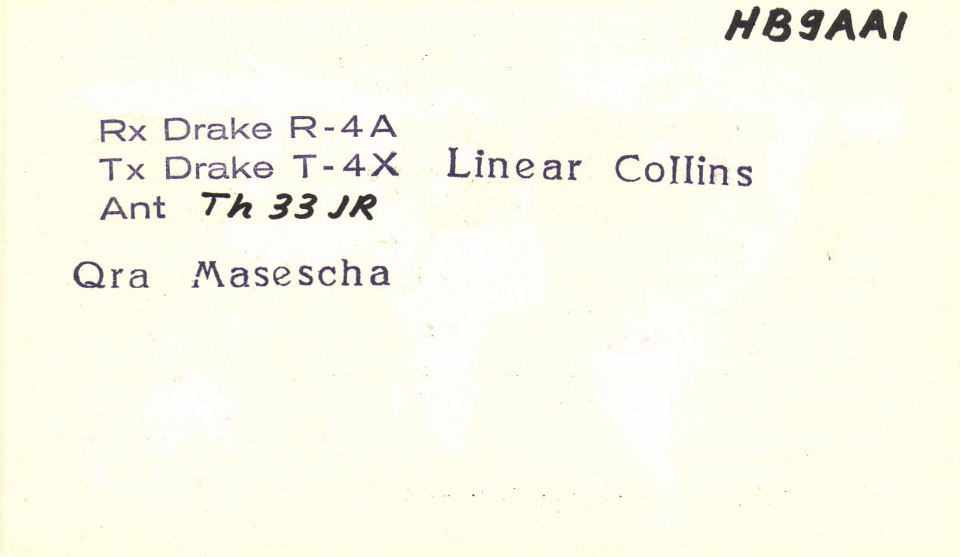 HB9AAI
Rx Drake R-4A
Tx Drake T-4X Linear Collins
Ant Th 33 JR
Qra Masescha